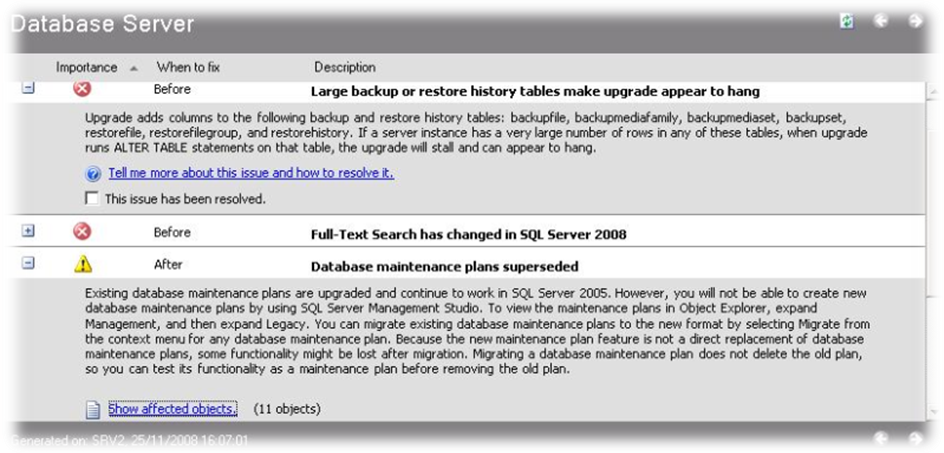 Database Server
Importance When to fix Description
Before Large backup or restore history tables make upgrade appear to hang
Upgrade adds columns to the following backup and restore history tables: backupfile, backupmediafamily, backupmediaset, backupset,
restorefile, restorefilegroup, and restorehistory. If a server instance has a very large number of rows in any of these tables, when upgrade
runs ALTER TABLE statements on that table, the upgrade will stall and can appear to hang.
Tell me more about this issue and how to resolve it.
This issue has been resolved.
Before Full-Text Search has changed in SQL Server 2008
After Database maintenance plans superseded
Existing database maintenance plans are upgraded and continue to work in SQL Server 2005. However, you will not be able to create new
database maintenance plans by using SQL Server Management Studio. To view the maintenance plans in Object Explorer, expand
Management, and then expand Legacy. You can migrate existing database maintenance plans to the new format by selecting Migrate from
the context menu for any database maintenance plan. Because the new maintenance plan feature is not a direct replacement of database
maintenance plans, some functionality might be lost after migration. Migrating a database maintenance plan does not delete the old plan,
so you can test its functionality as a maintenance plan before removing the old plan.
Show affected objects. (11 objects)
Generated on: SRV2, 25/11/2008 16:07:01